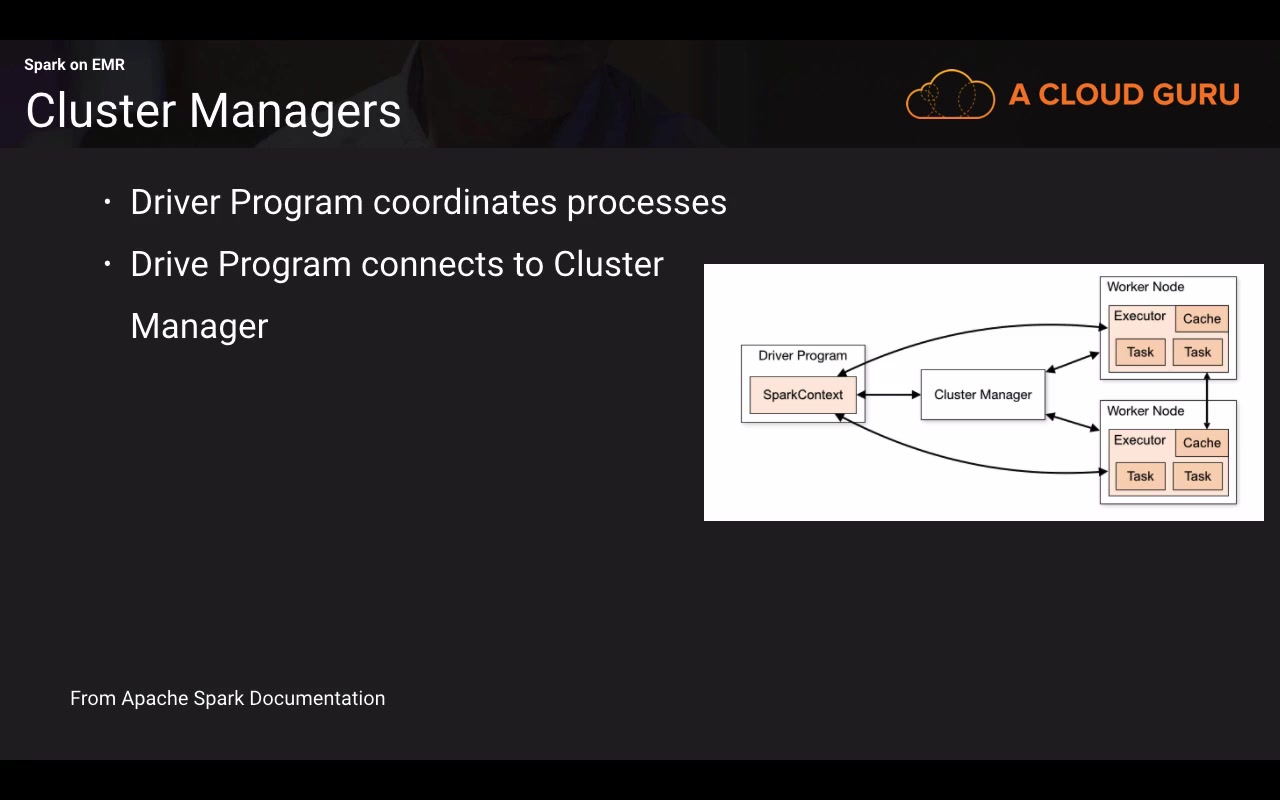 Spark on EMR
Cluster Managers
A CLOUD GURU
• Driver Program coordinates processes
• Drive Program connects to Cluster
Manager
Driver Program
SparkContext
Cluster Manager
Worker Node
Executor
Cache
Task
Task
Worker Node
Executor
Cache
Task
Task
From Apache Spark Documentation